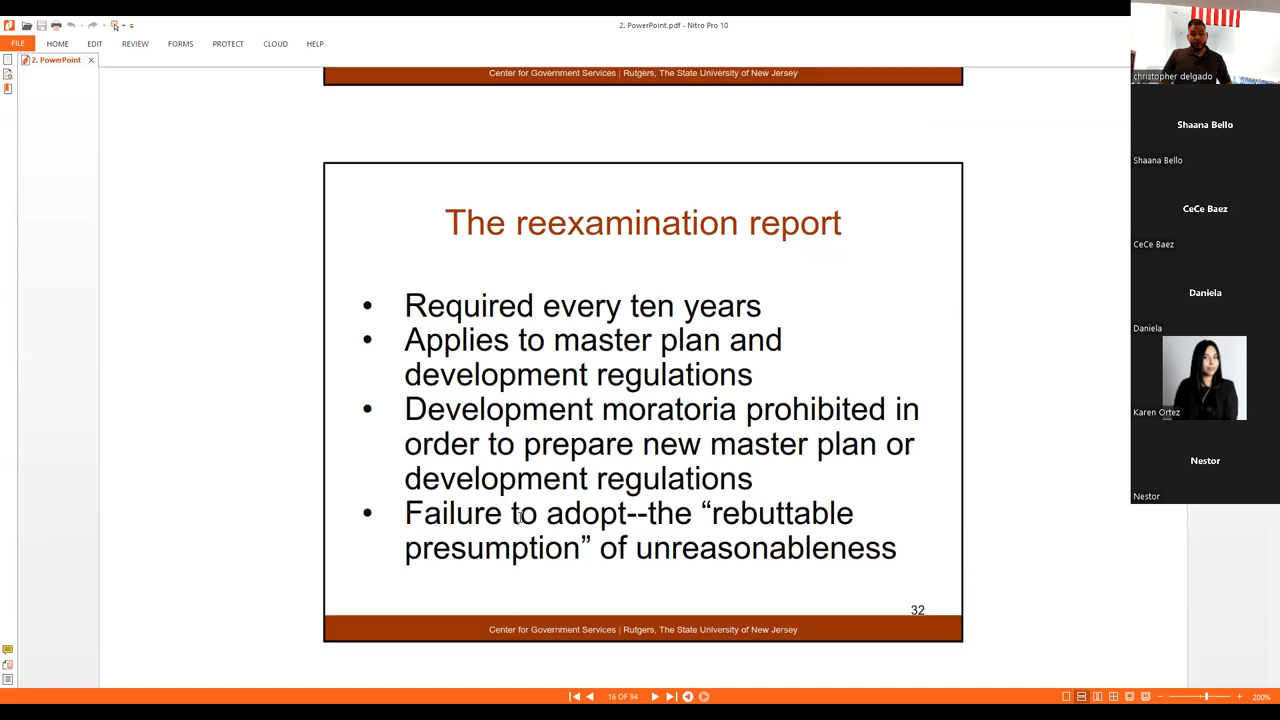 2. PowerPoint.pdf - Nitro Pro 10
FILE HOME EDIT REVIEW FORMS PROTECT CLOUD HELP
2. PowerPoint
Center for Government Services | Rutgers, The State University of New Jersey
The reexamination report
• Required every ten years
• Applies to master plan and
development regulations
• Development moratoria prohibited in
order to prepare new master plan or
development regulations
• Failure to adopt--the “rebuttable
presumption” of unreasonableness
32
Center for Government Services | Rutgers, The State University of New Jersey
16 OF 94
200%
christopher delgado
Shaana Bello
Shaana Bello
CeCe Baez
CeCe Baez
Daniela
Daniela
Karen Ortez
Nestor
Nestor